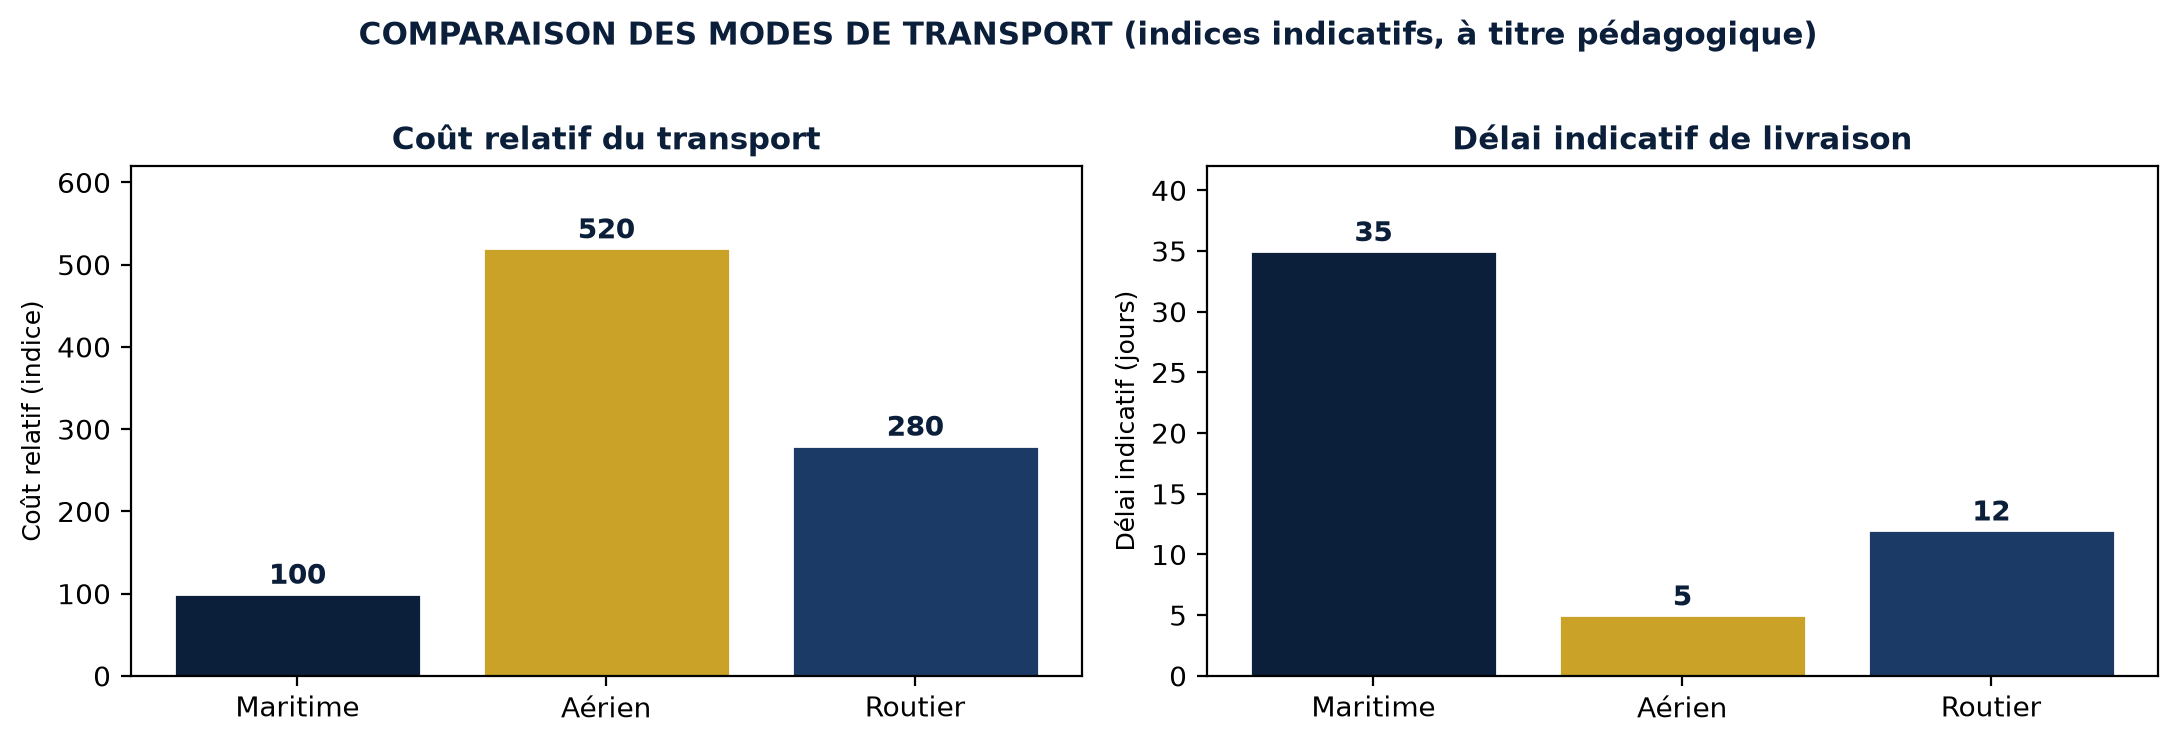 COMPARAISON DES MODES DE TRANSPORT (indices indicatifs, à titre pédagogique)
Coût relatif du transport
Coût relatif (indice)
600
500
400
300
200
100
0
100
520
280
Maritime
Aérien
Routier
Délai indicatif de livraison
Délai indicatif (jours)
40
35
30
25
20
15
10
5
0
35
5
12
Maritime
Aérien
Routier